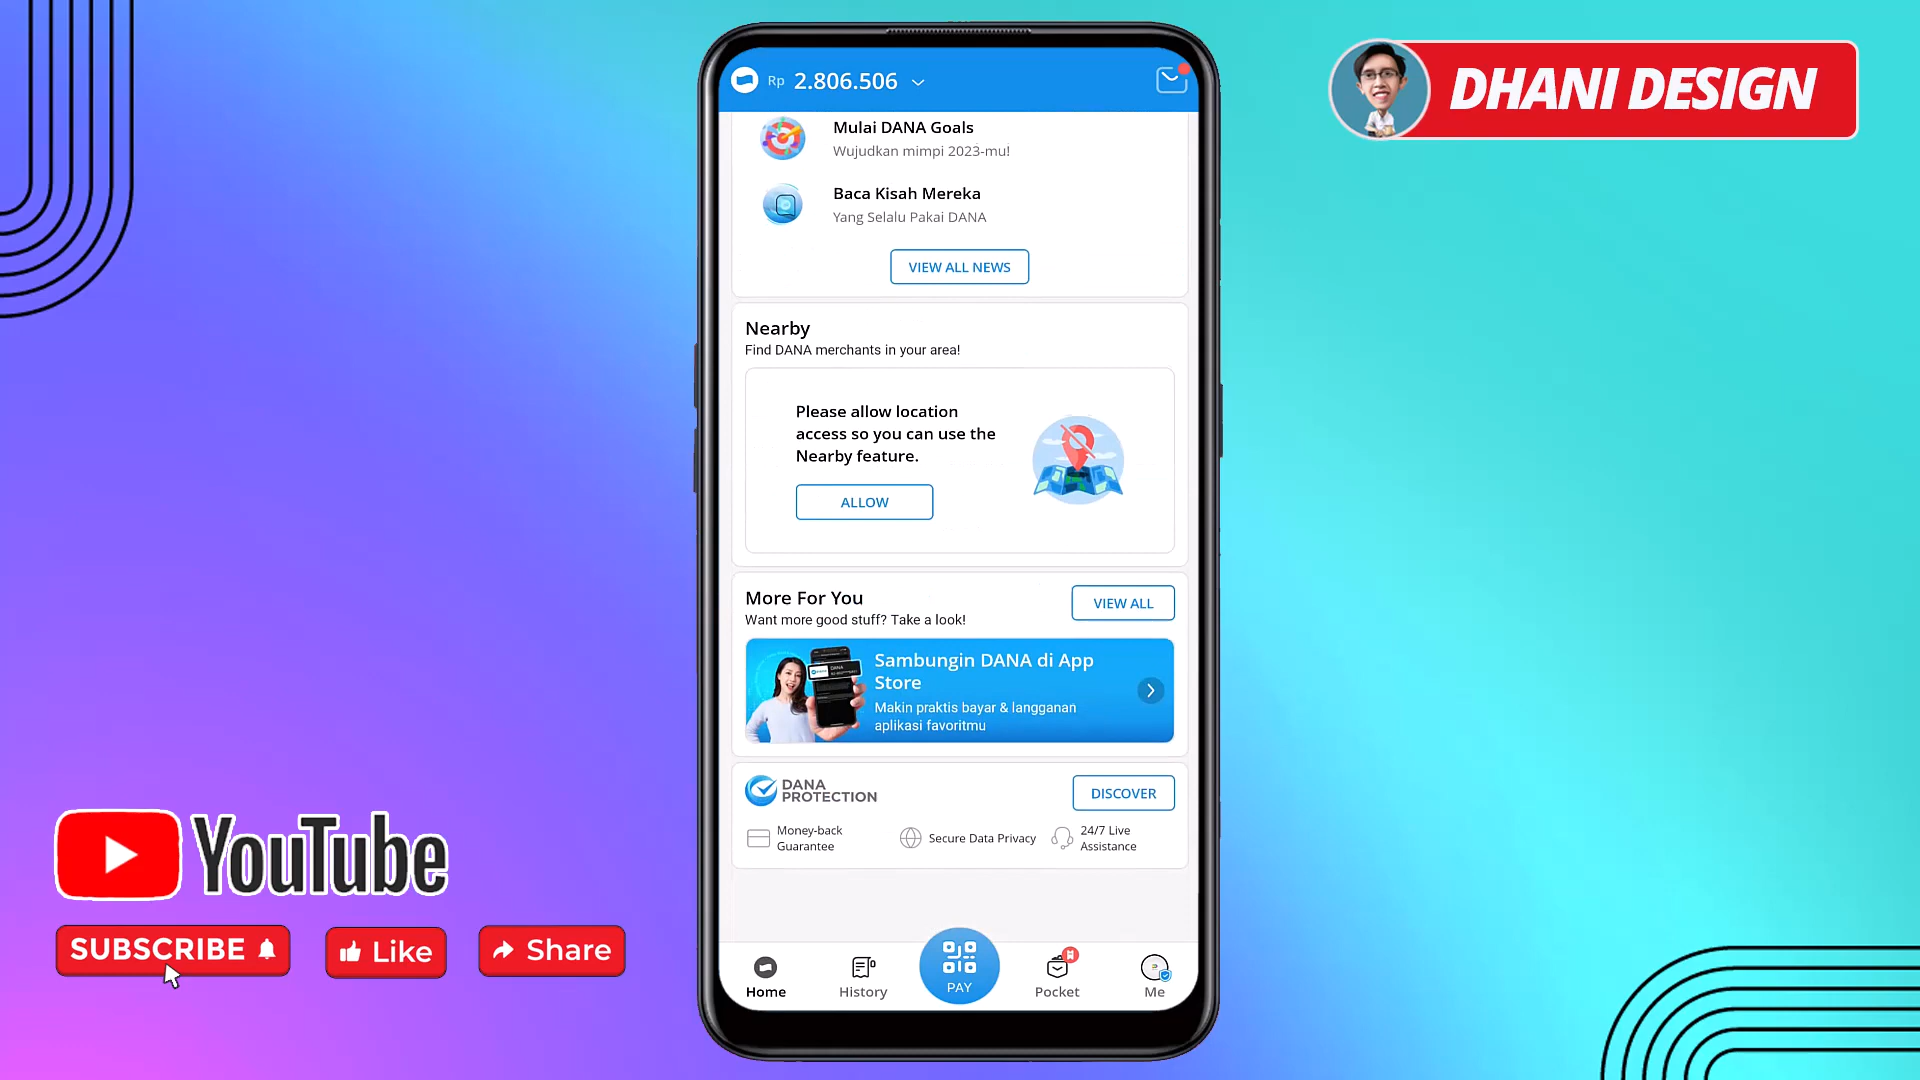 Rp 2.806.506
DHANI DESIGN
Mulai DANA Goals
Wujudkan mimpi 2023-mu!
Baca Kisah Mereka
Yang Selalu Pakai DANA
VIEW ALL NEWS
Nearby
Find DANA merchants in your area!
Please allow location
access so you can use the
Nearby feature.
ALLOW
More For You
VIEW ALL
Want more good stuff? Take a look!
Sambungin DANA di App
Store
Makin praktis bayar & langganan
aplikasi favoritmu
DANA
PROTECTION
DISCOVER
Money-back
Guarantee
Secure Data Privacy
24/7 Live
Assistance
Home
History
PAY
Pocket
Me
YouTube
SUBSCRIBE
Like
Share